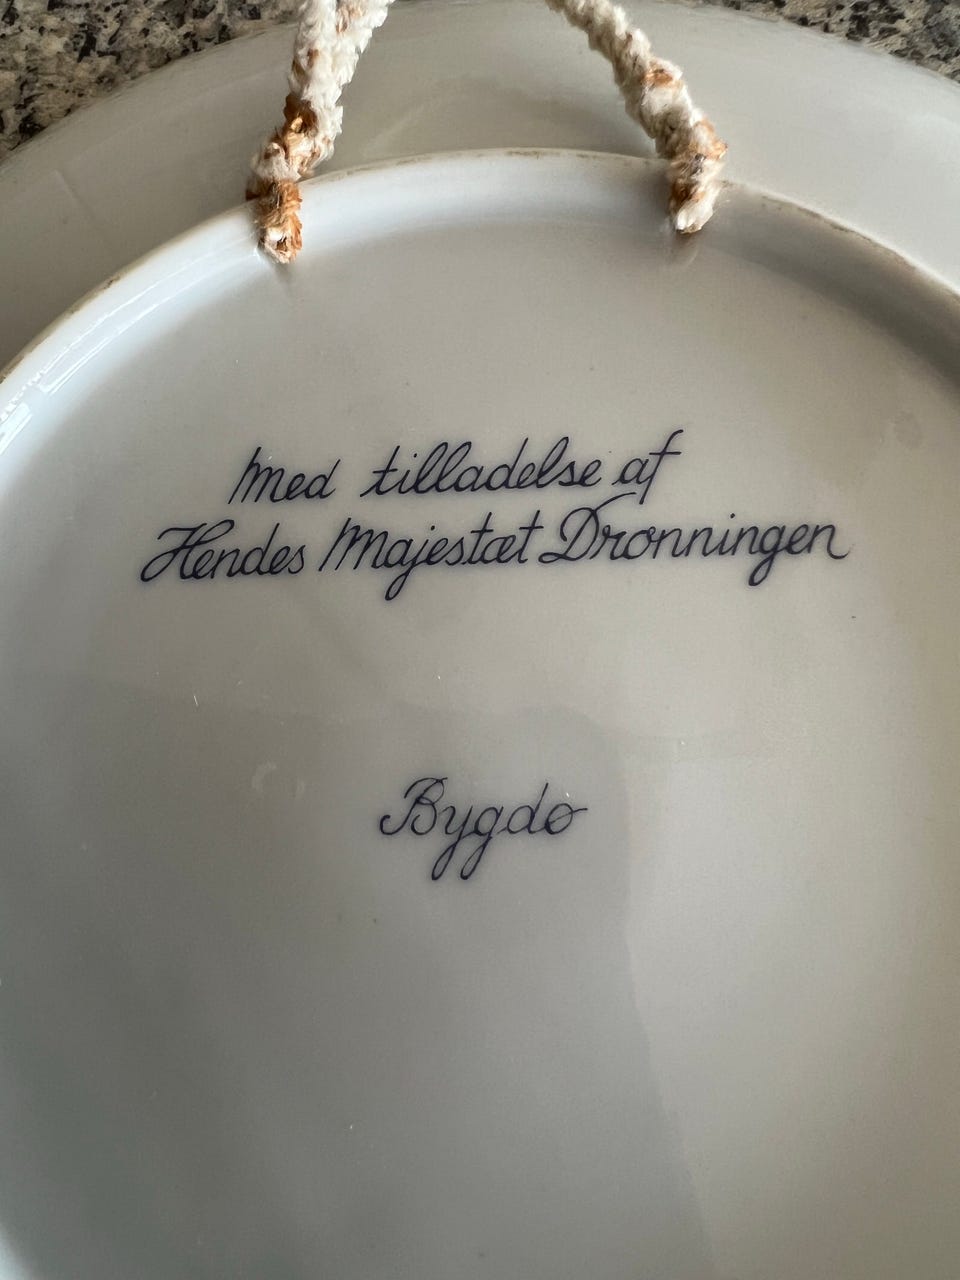 Med tilladelse af
Hendes Majestæt Dronningen
Bygdø